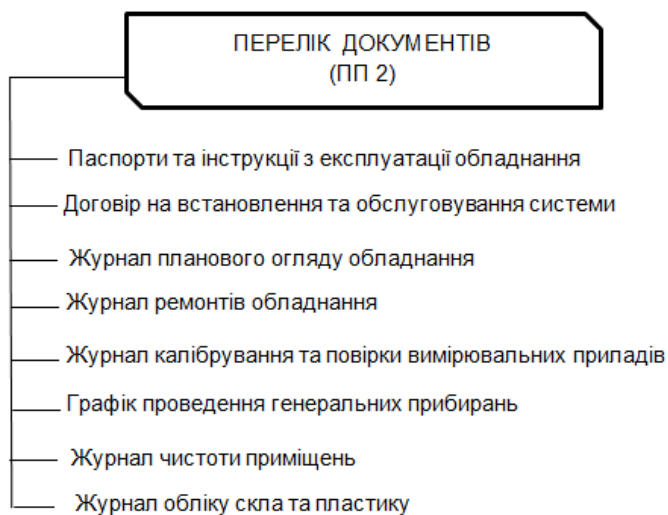 ПЕРЕЛІК ДОКУМЕНТІВ
(ПП 2)
Паспорти та інструкції з експлуатації обладнання
Договір на встановлення та обслуговування системи
Журнал планового огляду обладнання
Журнал ремонтів обладнання
Журнал калібрування та повірки вимірювальних приладів
Графік проведення генеральних прибирань
Журнал чистоти приміщень
Журнал обліку скла та пластику